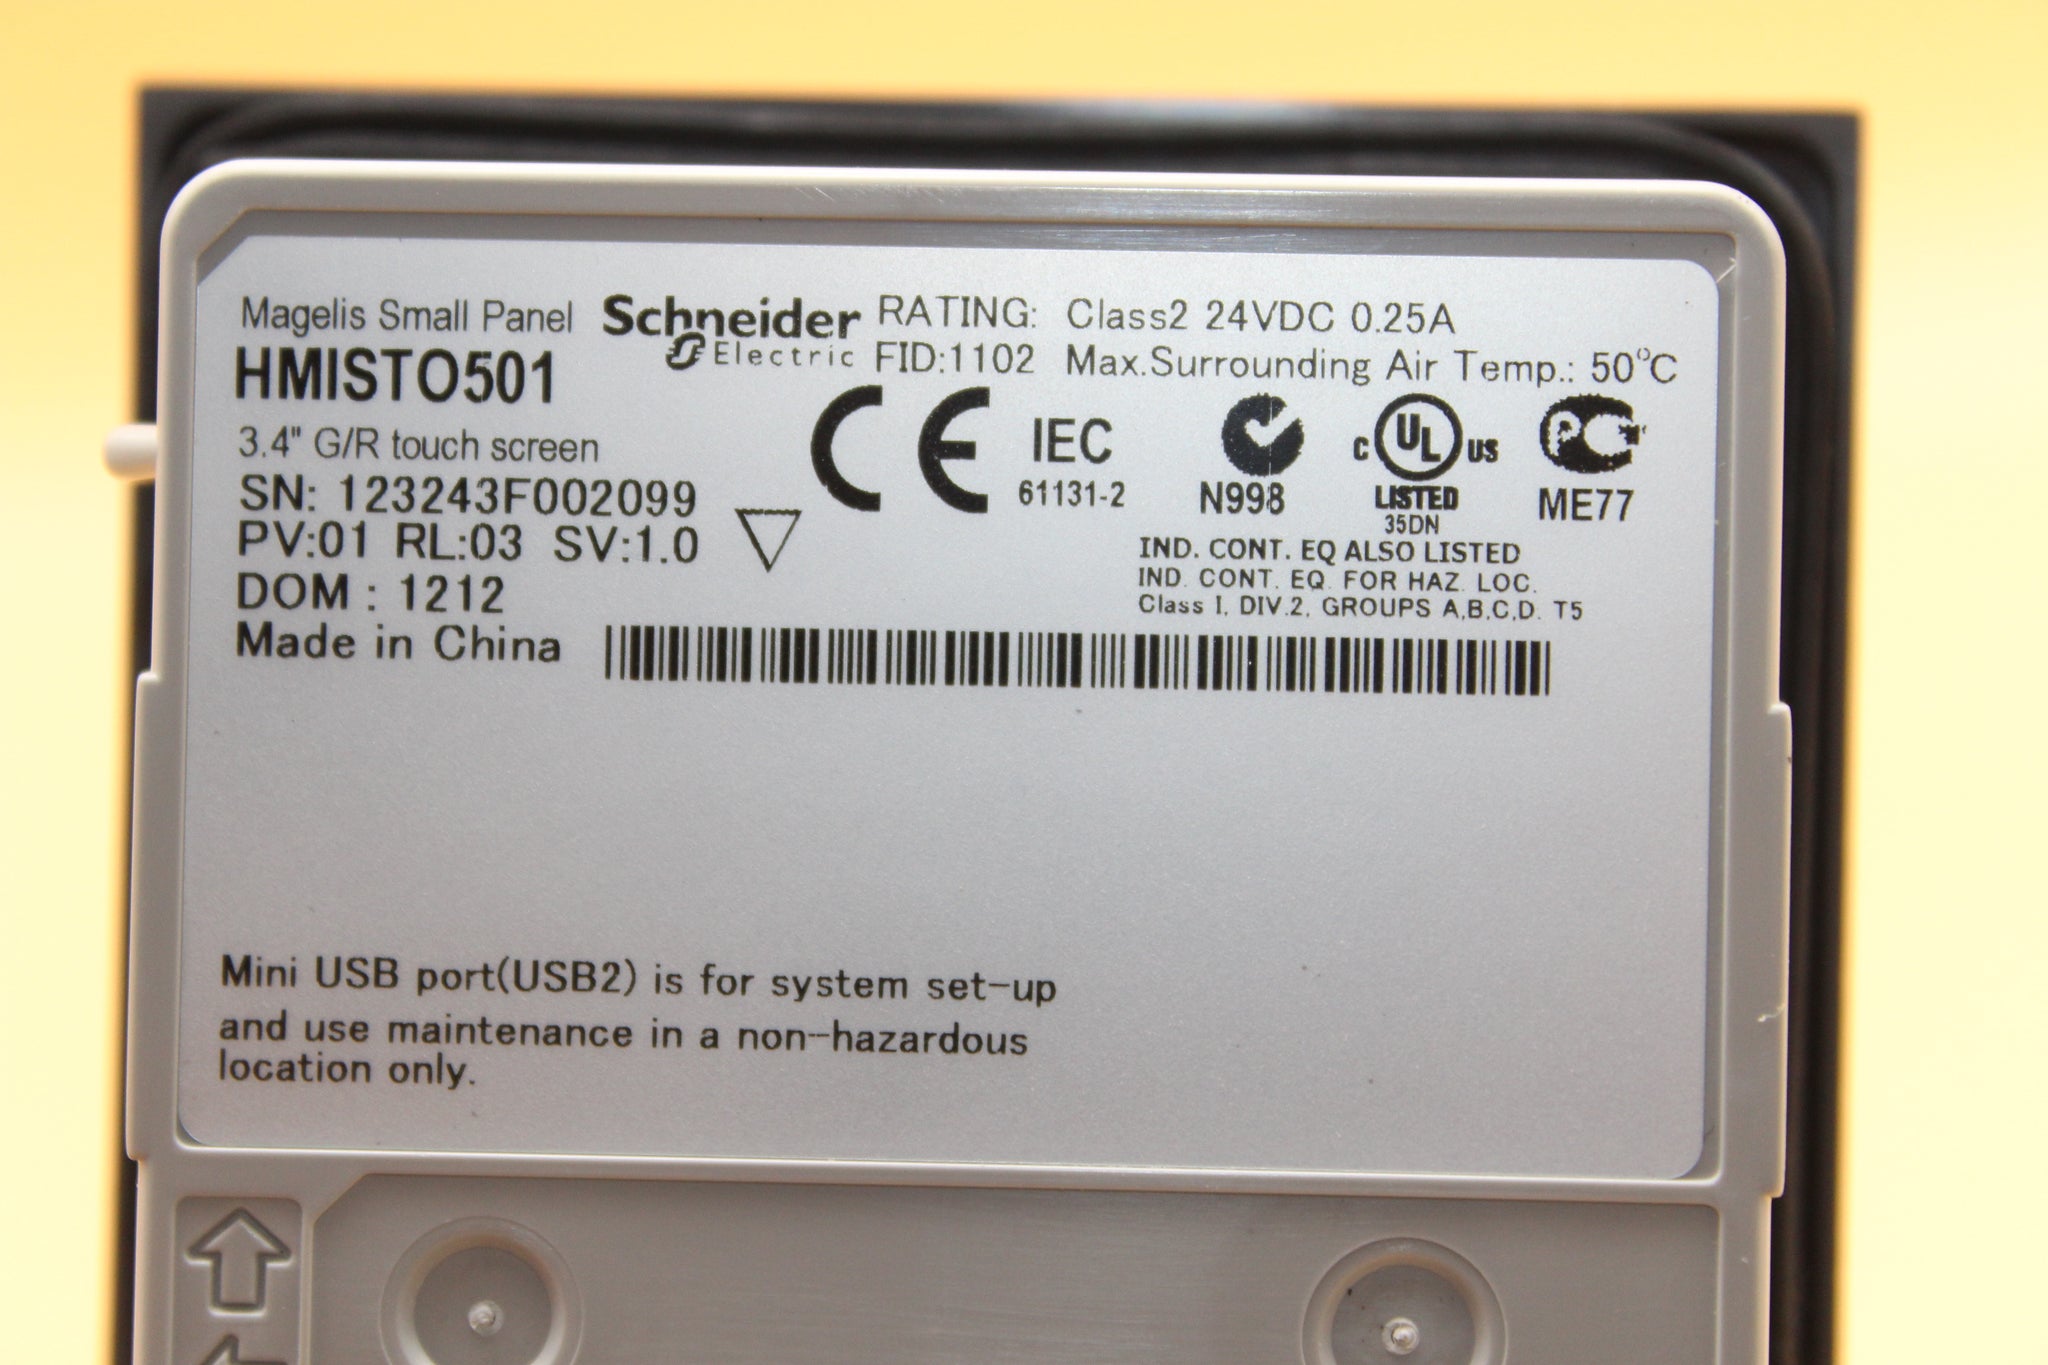 Magelis Small Panel
HMISTO501
3.4" G/R touch screen
SN: 123243F002099
PV:01 RL:03 SV:1.0
DOM : 1212
Made in China
Schneider
Electric
RATING: Class2 24VDC 0.25A
FID:1102 Max.Surrounding Air Temp.: 50°C
CE
IEC
61131-2
N998
C UL US
LISTED
35DN
PC
ME77
IND. CONT. EQ ALSO LISTED
IND. CONT. EQ. FOR HAZ. LOC.
Class I, DIV.2, GROUPS A,B,C,D. T5
Mini USB port(USB2) is for system set-up
and use maintenance in a non-hazardous
location only.